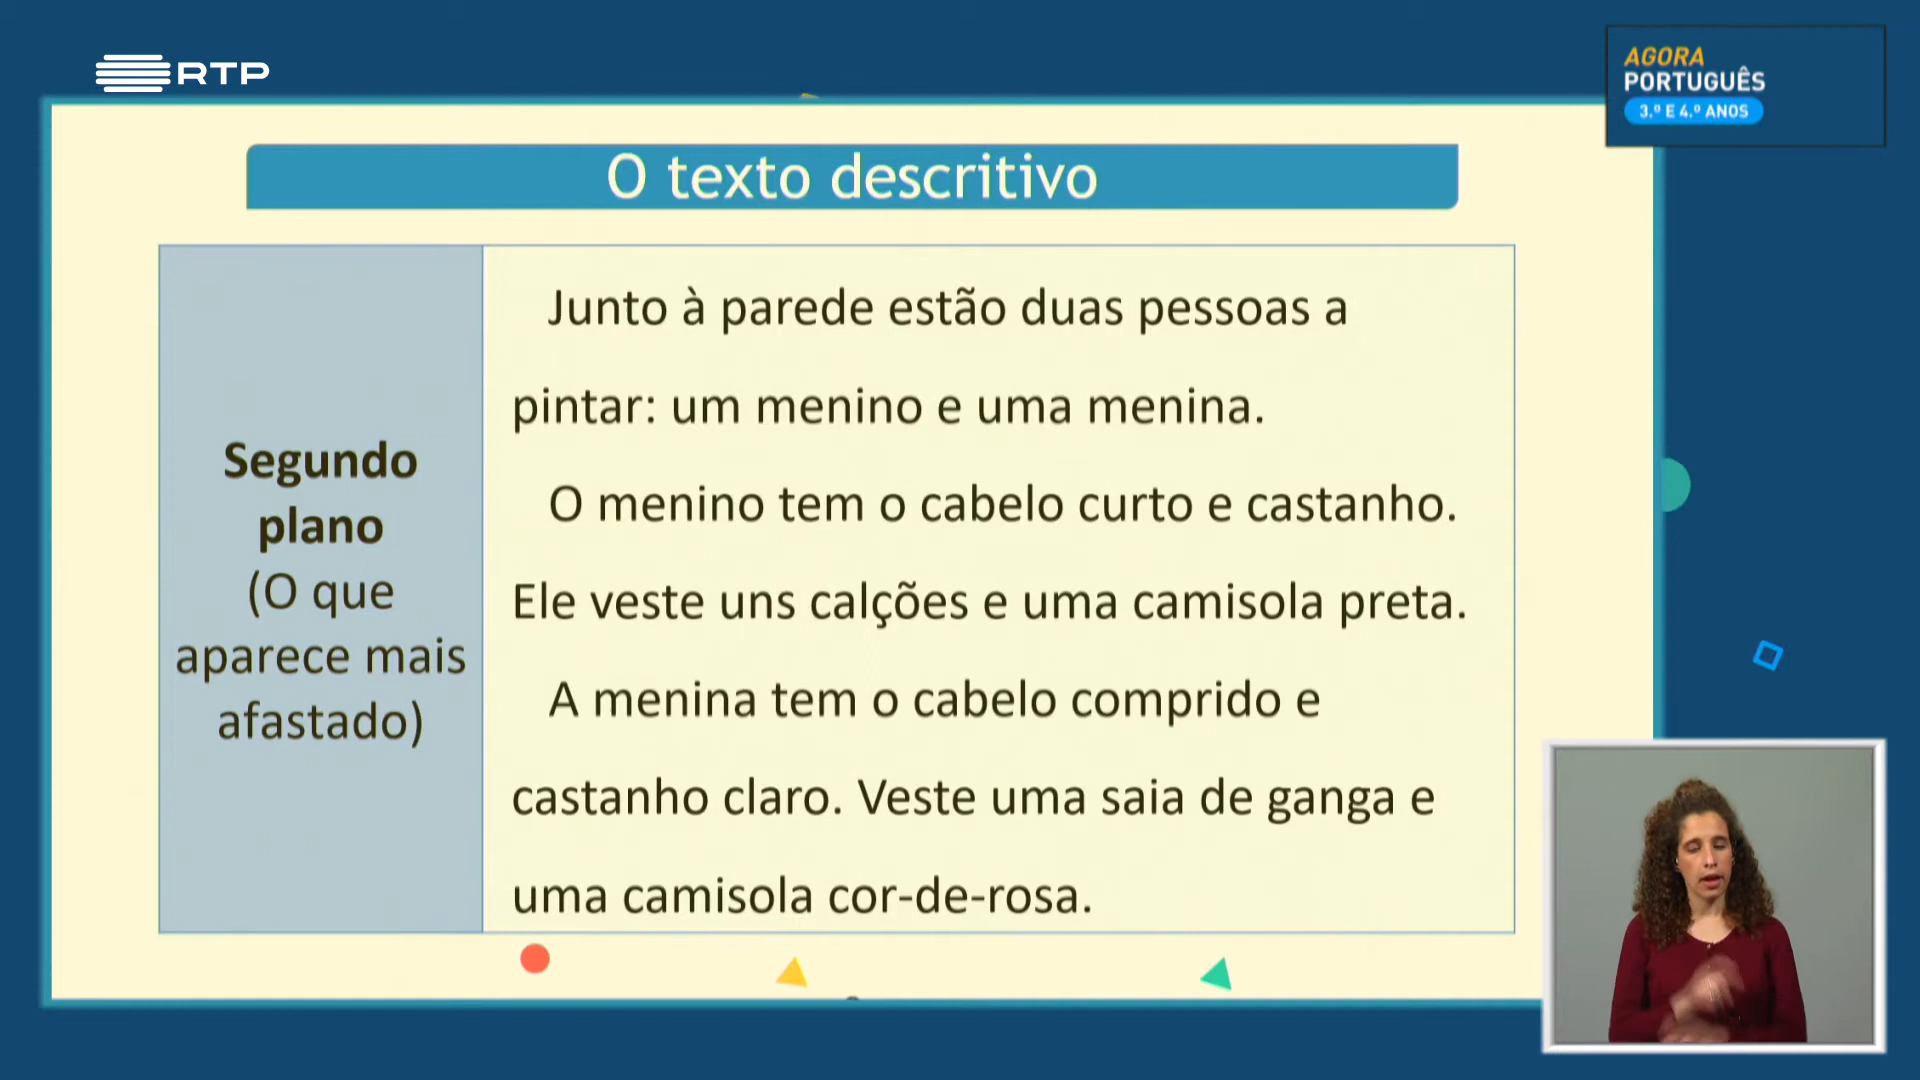 RTP
AGORA
PORTUGUÊS
3.º E 4.º ANOS
O texto descritivo
Segundo
plano
(O que
aparece mais
afastado)
Junto à parede estão duas pessoas a
pintar: um menino e uma menina.
O menino tem o cabelo curto e castanho.
Ele veste uns calções e uma camisola preta.
A menina tem o cabelo comprido e
castanho claro. Veste uma saia de ganga e
uma camisola cor-de-rosa.